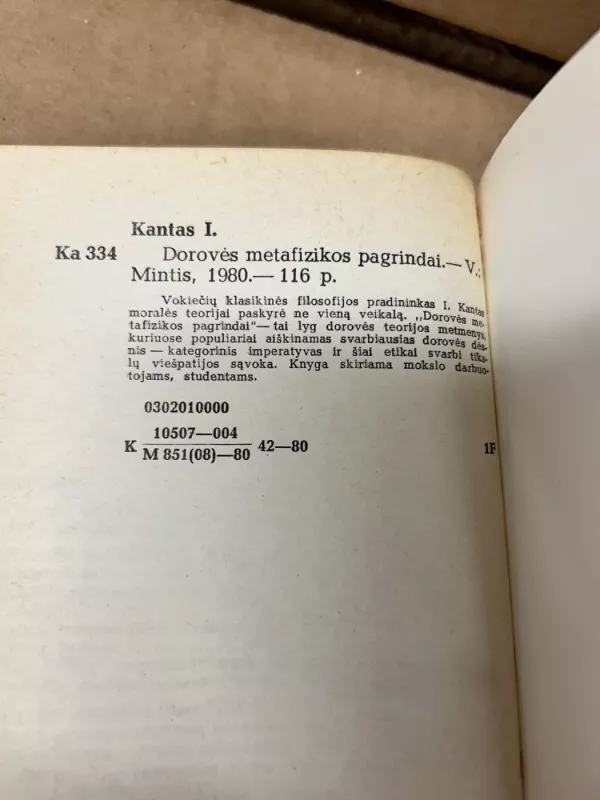 Kantas I.
Ka 334 Dorovės metafizikos pagrindai.— V.:
Mintis, 1980.— 116 p.
Vokiečių klasikinės filosofijos pradininkas I. Kantas
moralės teorijai paskyrė ne vieną veikalą. „Dorovės me-
tafizikos pagrindai“— tai lyg dorovės teorijos metmenys,
kuriuose populiariai aiškinamas svarbiausias dorovės dės-
nis — kategorinis imperatyvas ir šiai etikai svarbi tiks-
lų viešpatijos sąvoka. Knyga skiriama mokslo darbuo-
tojams, studentams.
0302010000
K 10507—004 / M 851(08)—80 42—80 1F